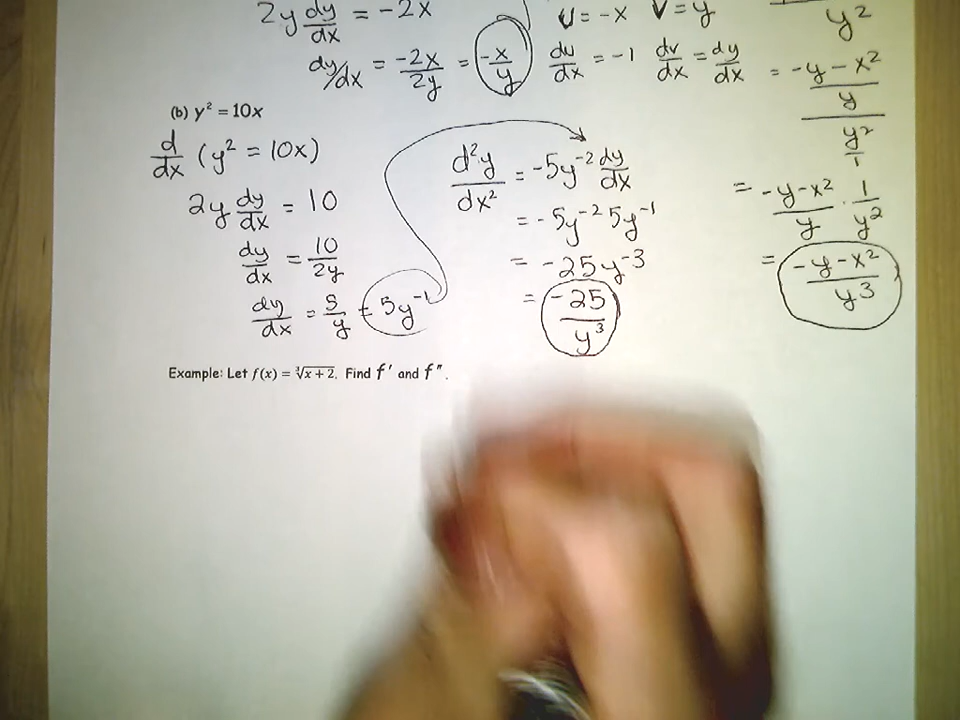 2y dy/dx = -2x
dy/dx = -2x/2y = -x/y
u = -x v = y
du/dx = -1 dv/dx = dy/dx
y²
= (-y - x²)/y
y²/1
= (-y-x²)/y · 1/y²
= (-y-x²)/y³
(b) y² = 10x
d/dx (y² = 10x)
2y dy/dx = 10
dy/dx = 10/2y
dy/dx = 5/y = 5y⁻¹
d²y/dx² = -5y⁻² dy/dx
= -5y⁻² 5y⁻¹
= -25y⁻³
= -25/y³
Example: Let f(x) = ∛(x+2). Find f′ and f″.